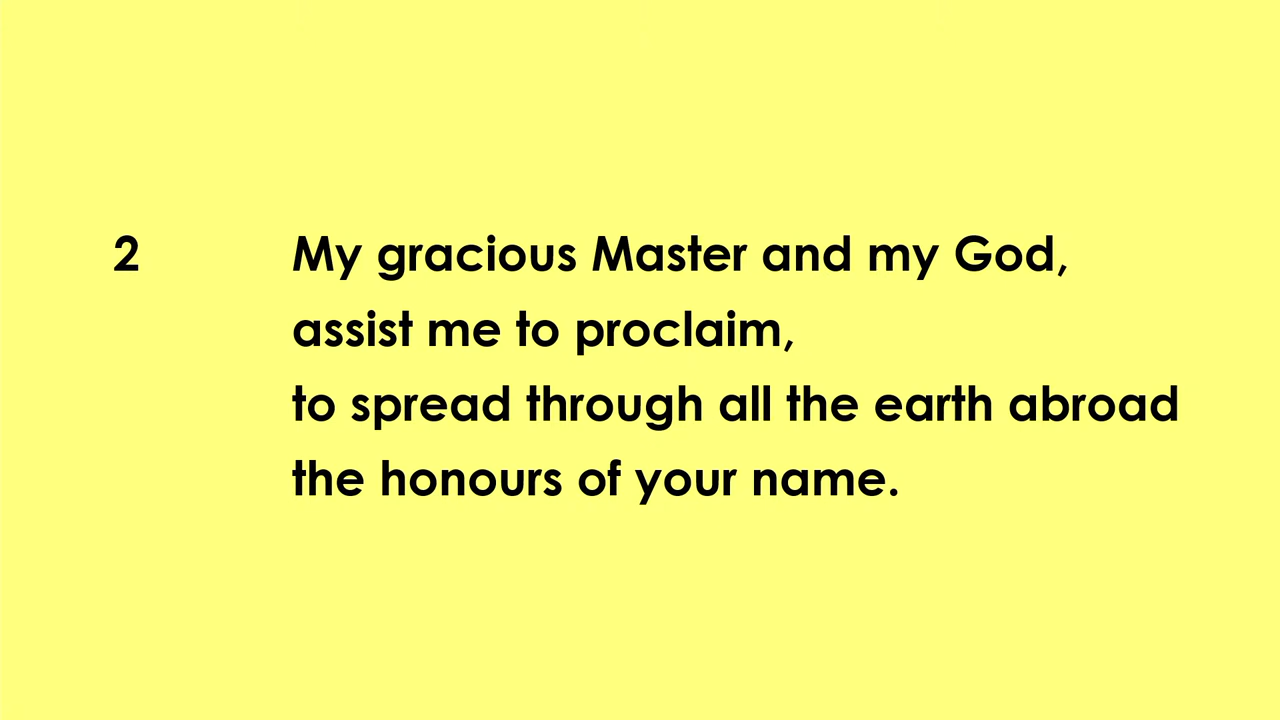 2 My gracious Master and my God,
assist me to proclaim,
to spread through all the earth abroad
the honours of your name.